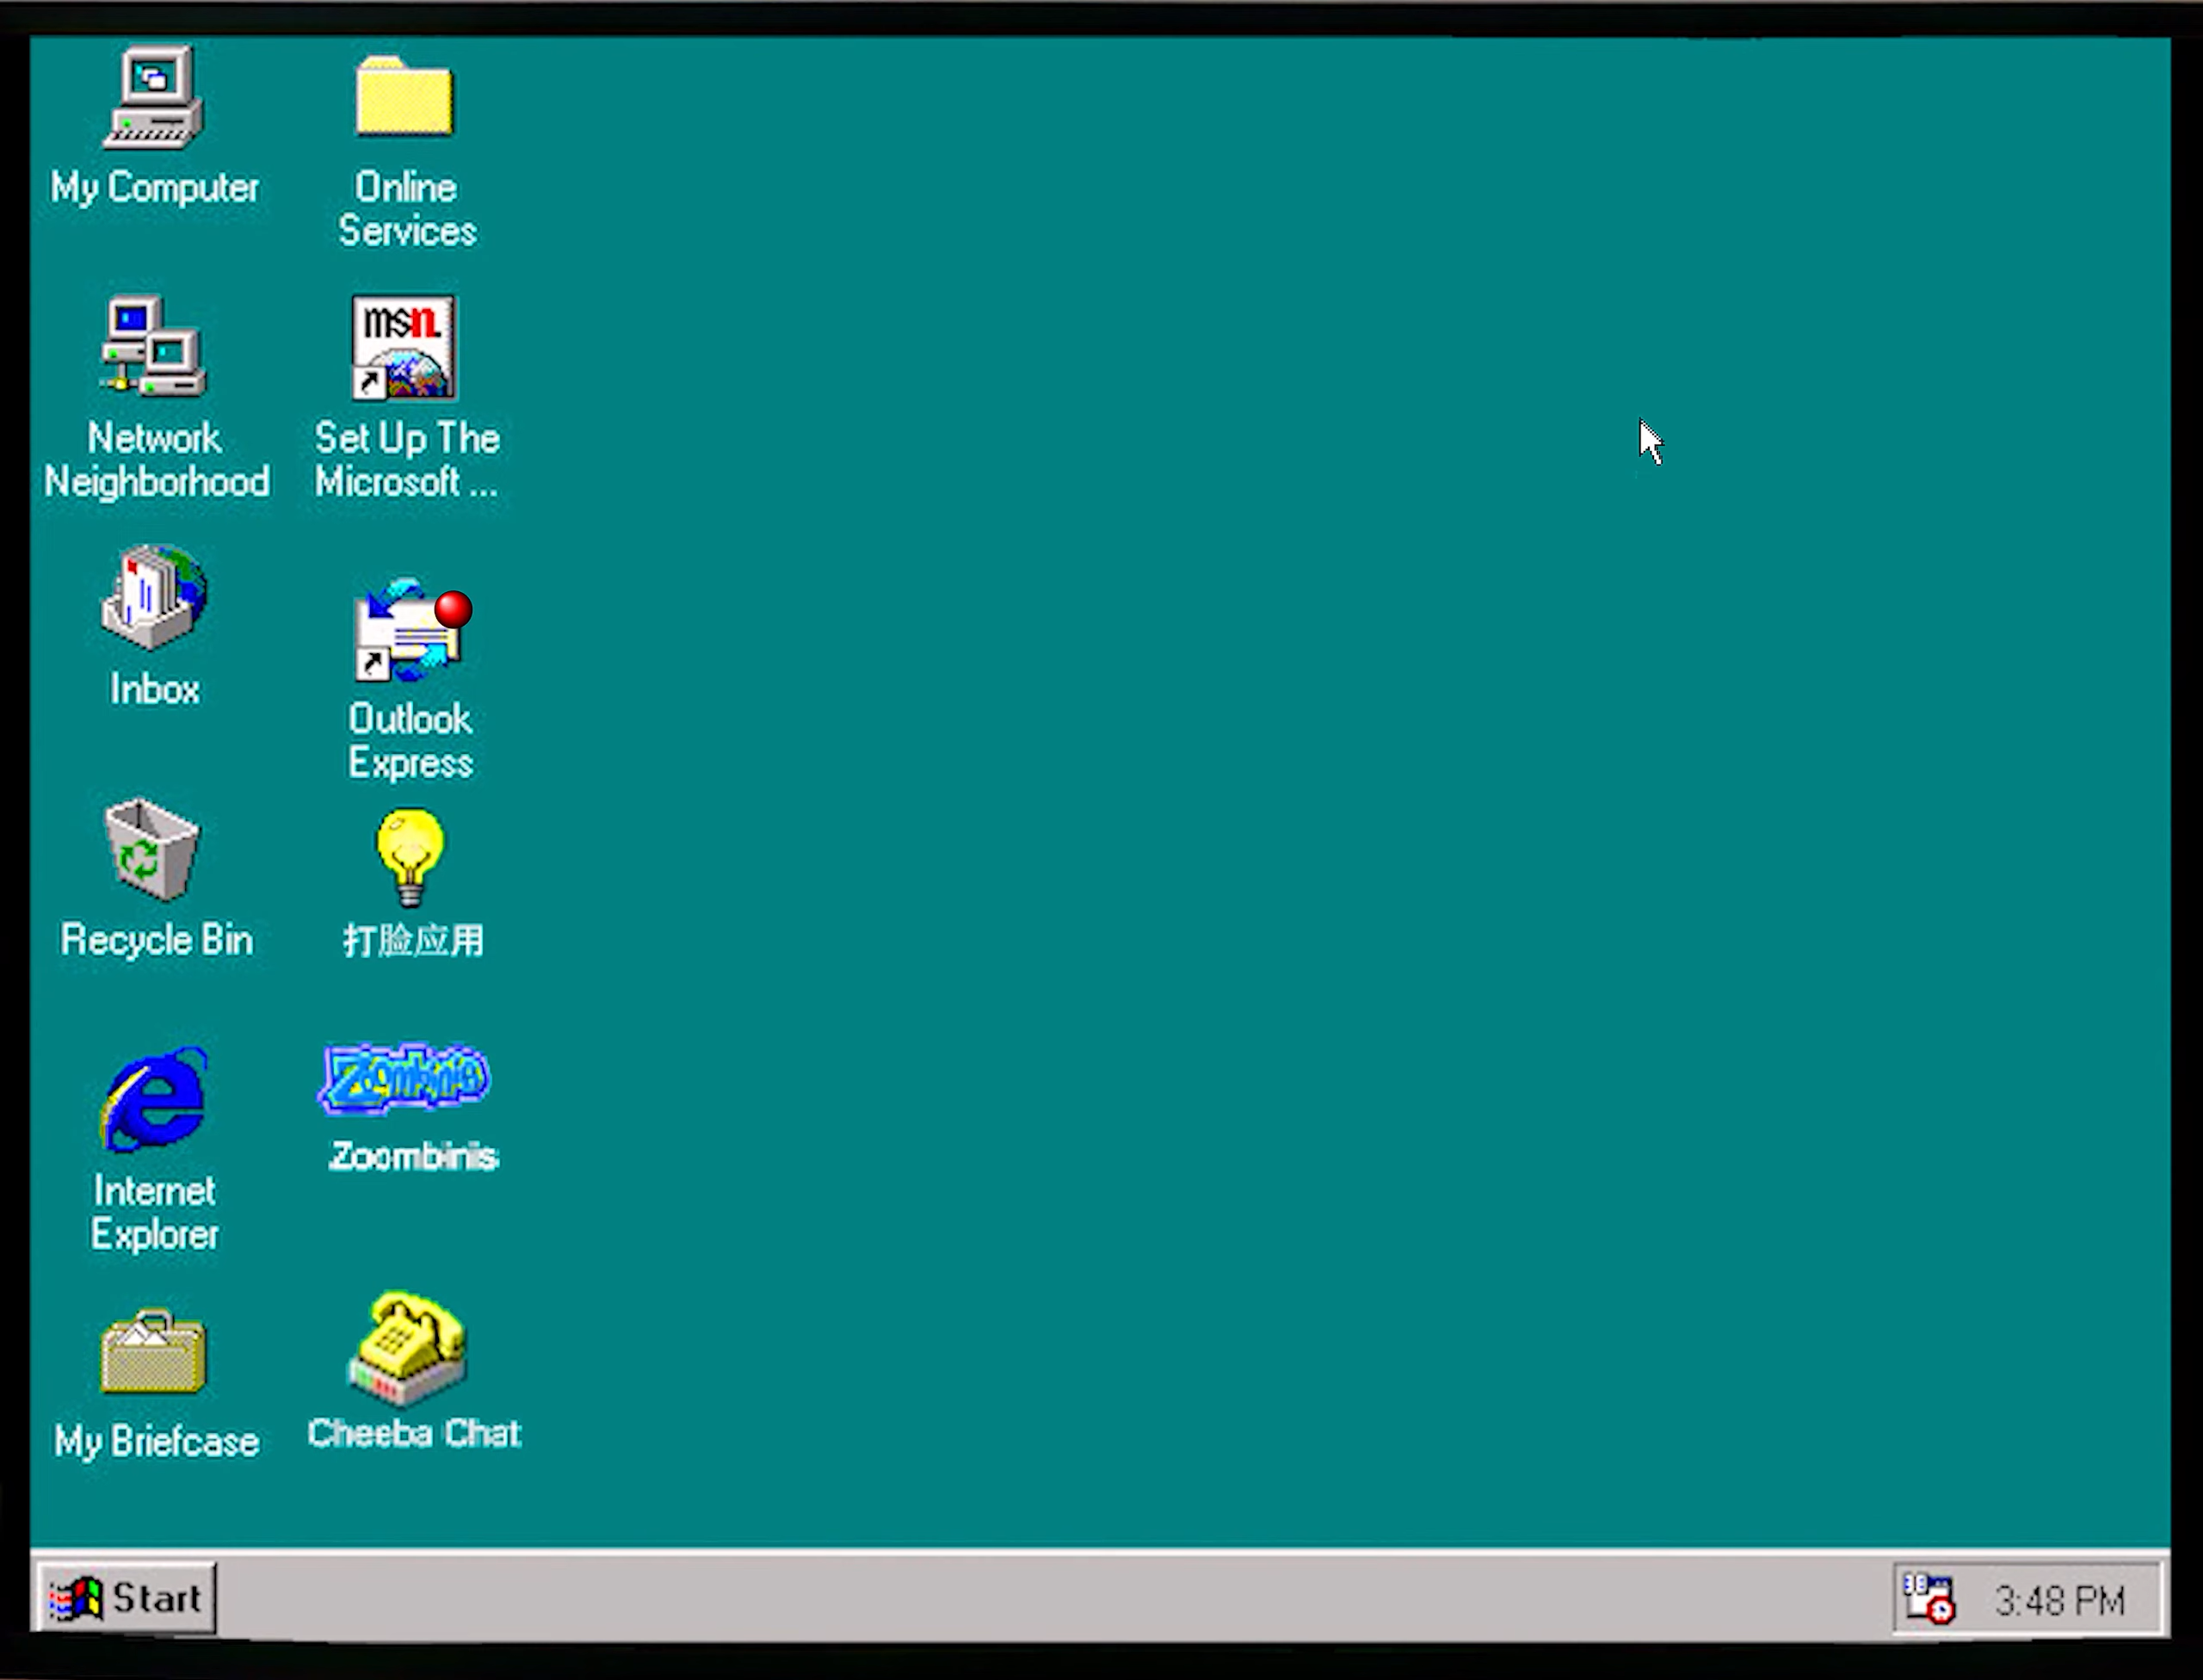 My Computer
Online
Services
msn
Network
Neighborhood
Set Up The
Microsoft ...
Inbox
Outlook
Express
Recycle Bin
打脸应用
Zoombinis
Internet
Explorer
Zoombinis
My Briefcase
Cheeba Chat
Start
3:48 PM